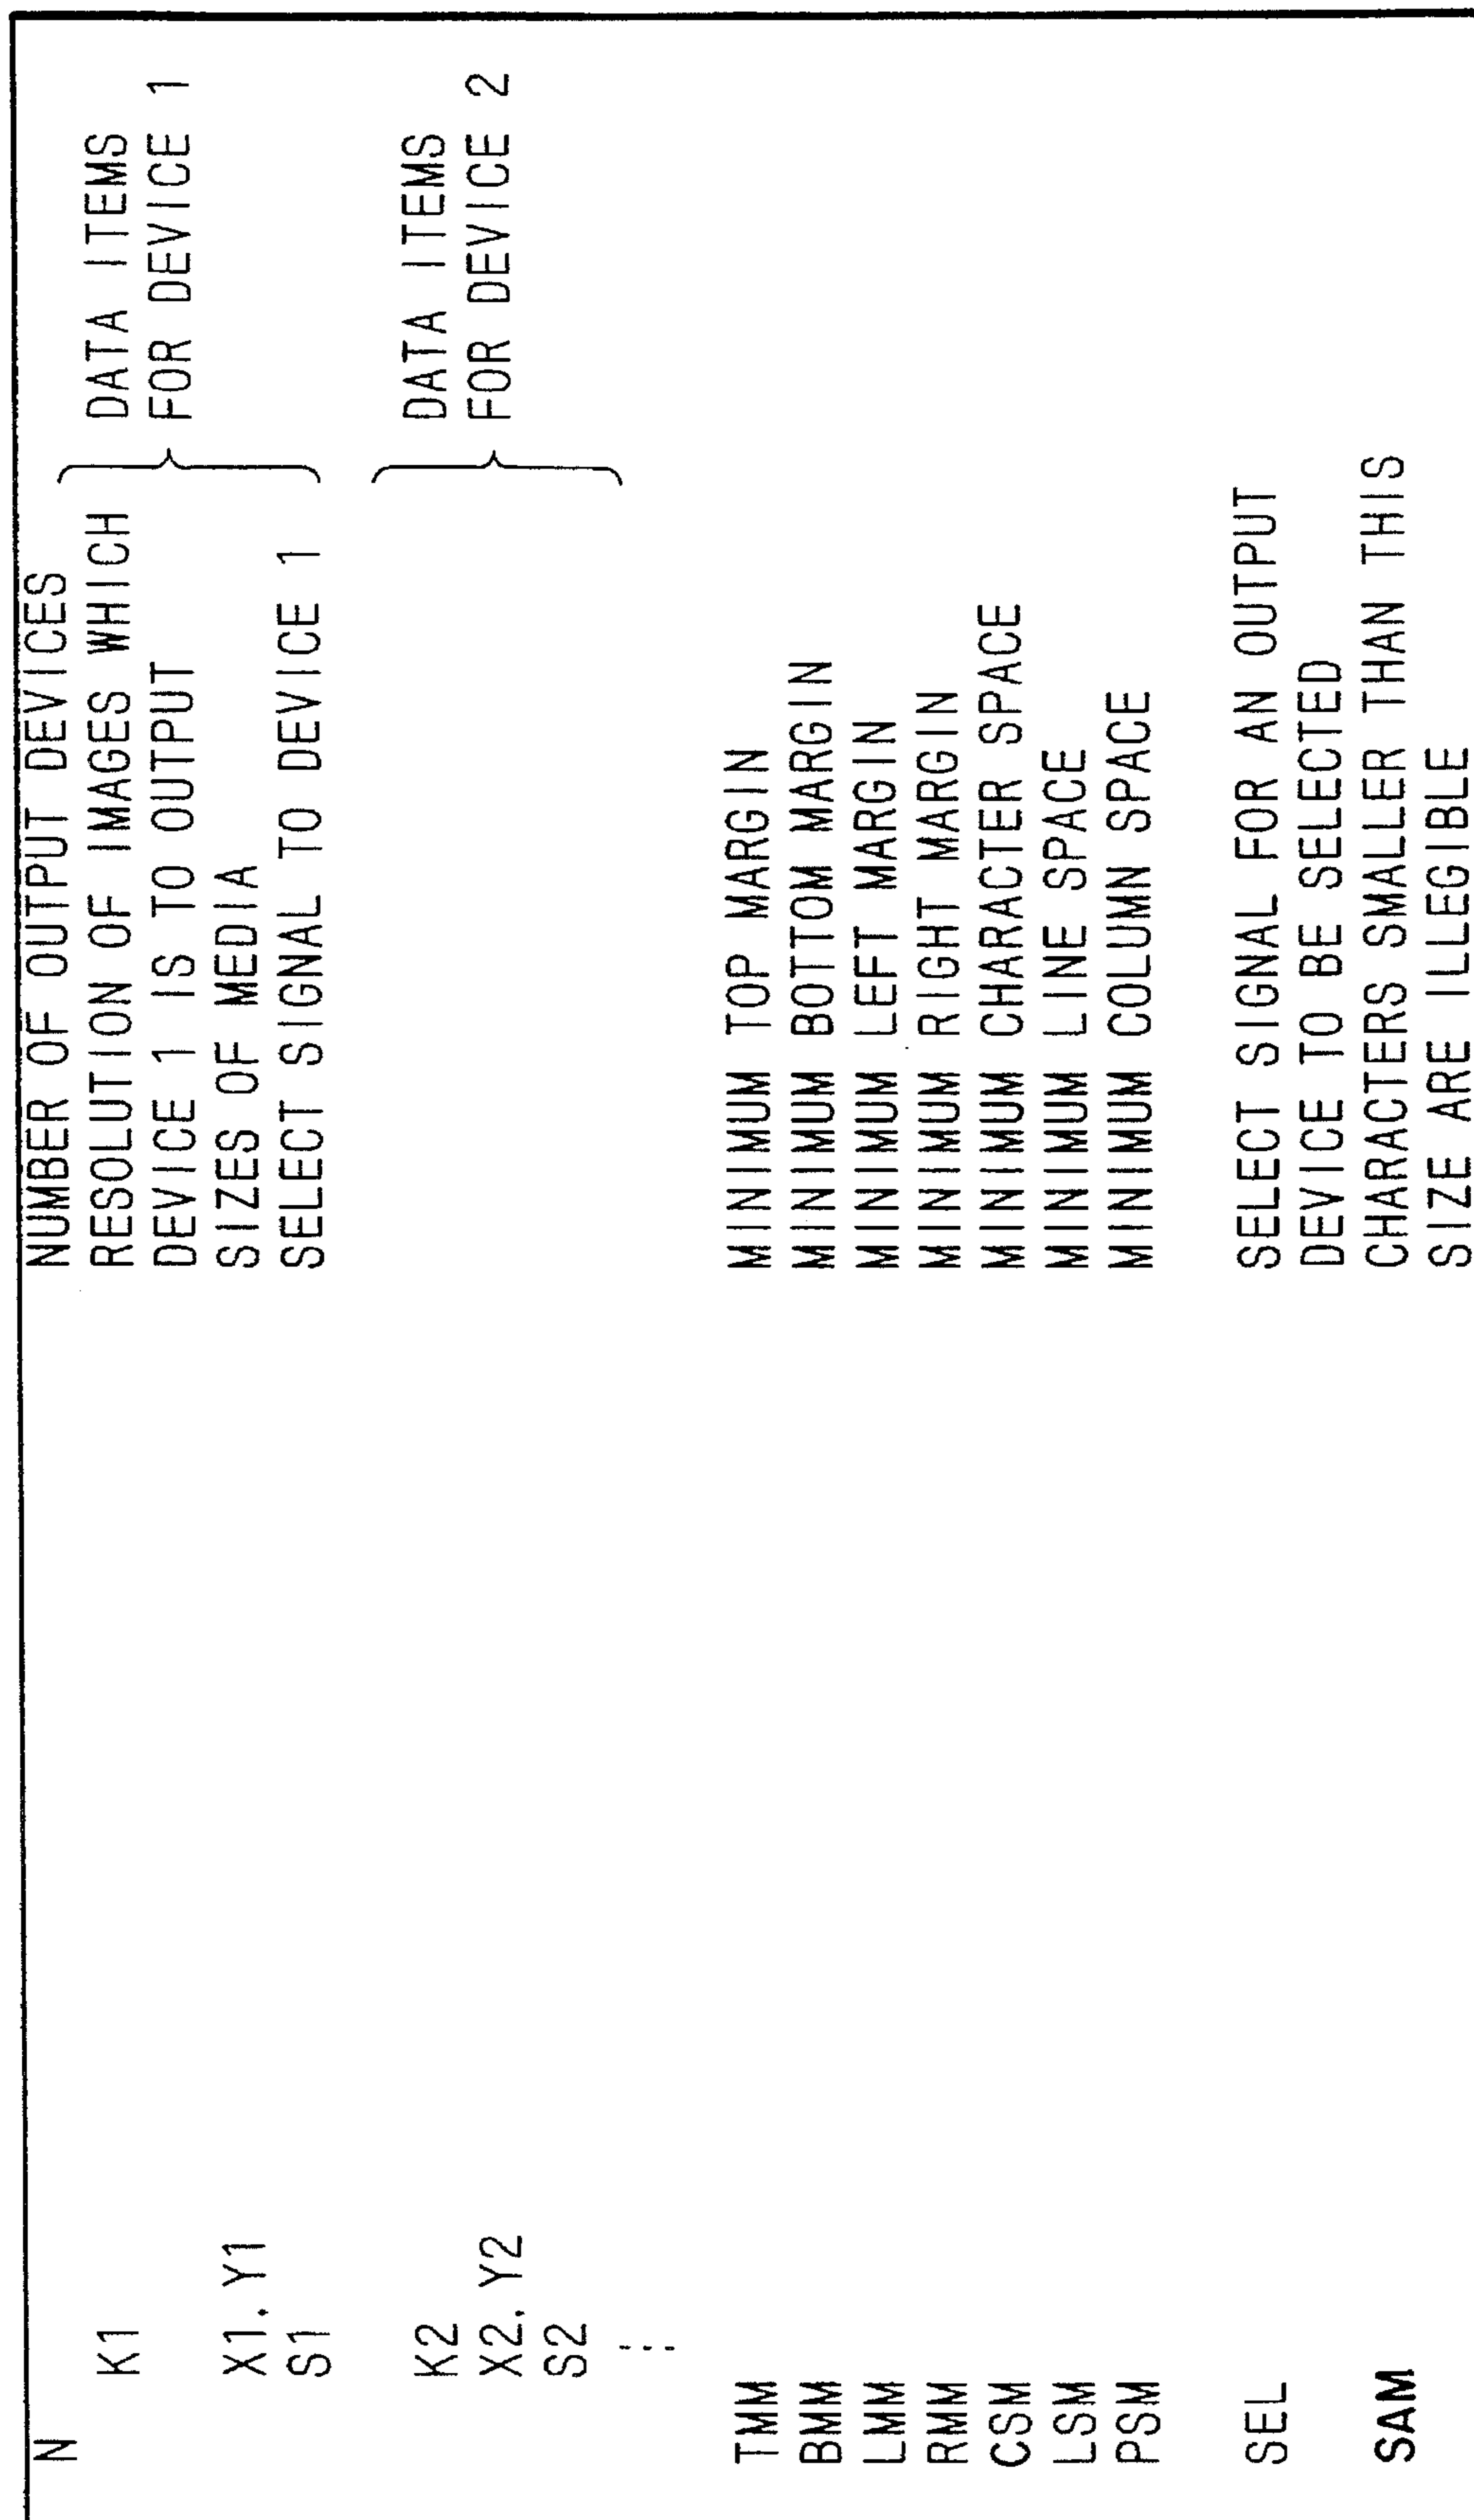 N NUMBER OF OUTPUT DEVICES
K1 RESOLUTION OF IMAGES WHICH DATA ITEMS
DEVICE 1 IS TO OUTPUT FOR DEVICE 1
X1, Y1 SIZES OF MEDIA
S1 SELECT SIGNAL TO DEVICE 1
K2 DATA ITEMS
X2, Y2 FOR DEVICE 2
S2
⋮
TMM MINIMUM TOP MARGIN
BMM MINIMUM BOTTOM MARGIN
LMM MINIMUM LEFT MARGIN
RMM MINIMUM RIGHT MARGIN
CSM MINIMUM CHARACTER SPACE
LSM MINIMUM LINE SPACE
PSM MINIMUM COLUMN SPACE
SEL SELECT SIGNAL FOR AN OUTPUT
DEVICE TO BE SELECTED
SAM CHARACTERS SMALLER THAN THIS
SIZE ARE ILLEGIBLE